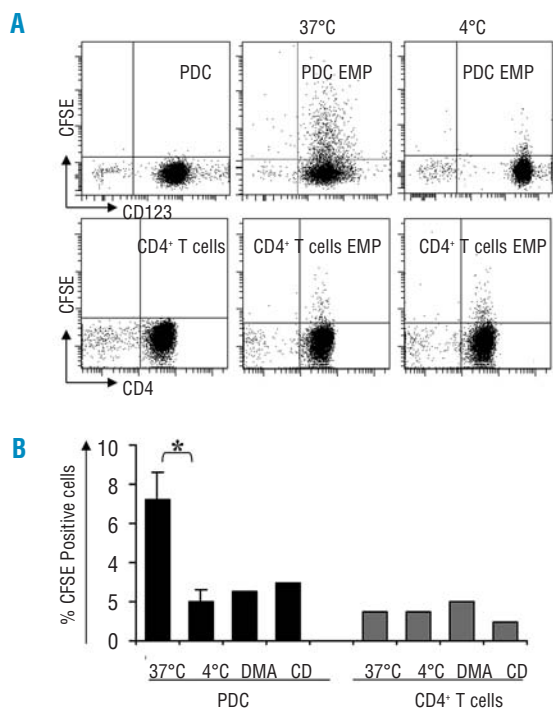 A
37°C 4°C
PDC PDC EMP PDC EMP
CFSE
CD123
CD4⁺ T cells CD4⁺ T cells EMP CD4⁺ T cells EMP
CFSE
CD4
B
% CFSE Positive cells
10
8
6
4
5
0
*
37°C 4°C DMA CD 37°C 4°C DMA CD
PDC CD4⁺ T cells